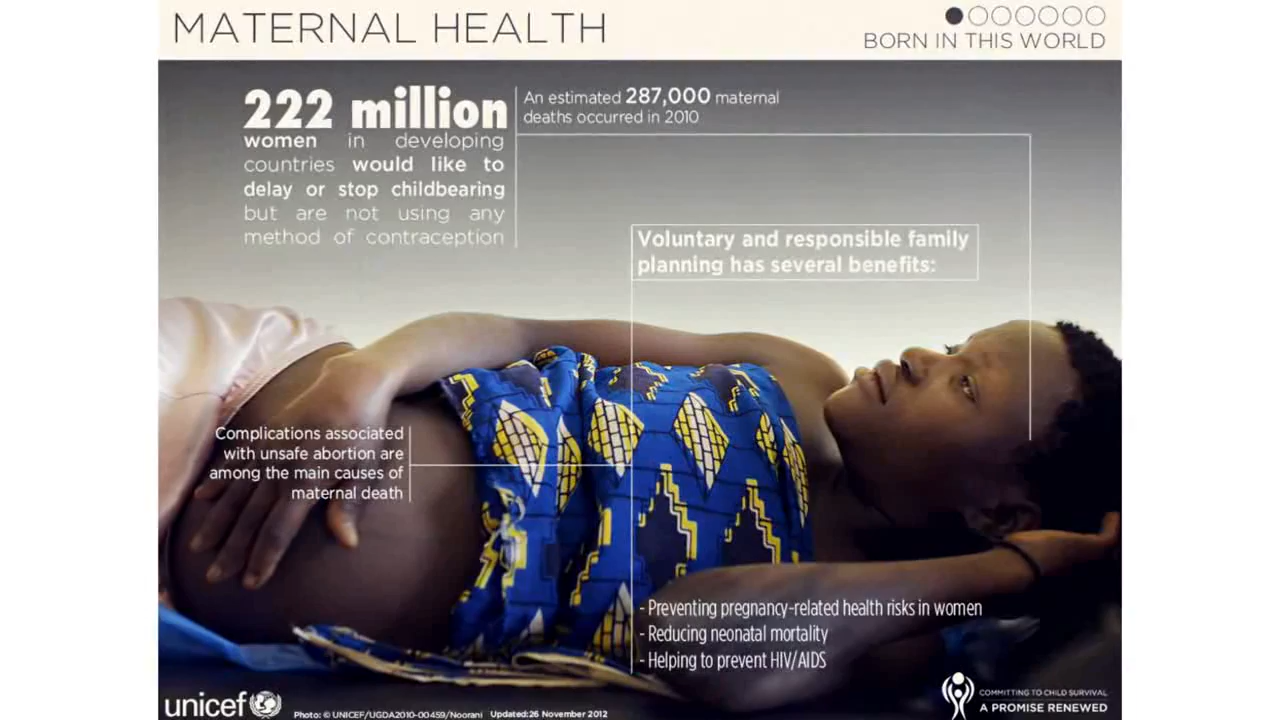 MATERNAL HEALTH
BORN IN THIS WORLD
222 million
women in developing
countries would like to
delay or stop childbearing
but are not using any
method of contraception
An estimated 287,000 maternal
deaths occurred in 2010
Voluntary and responsible family
planning has several benefits:
Complications associated
with unsafe abortion are
among the main causes of
maternal death
- Preventing pregnancy-related health risks in women
- Reducing neonatal mortality
- Helping to prevent HIV/AIDS
unicef
Photo: © UNICEF/UGDA2010-00459/Noorani Updated:26 November 2012
COMMITTING TO CHILD SURVIVAL
A PROMISE RENEWED